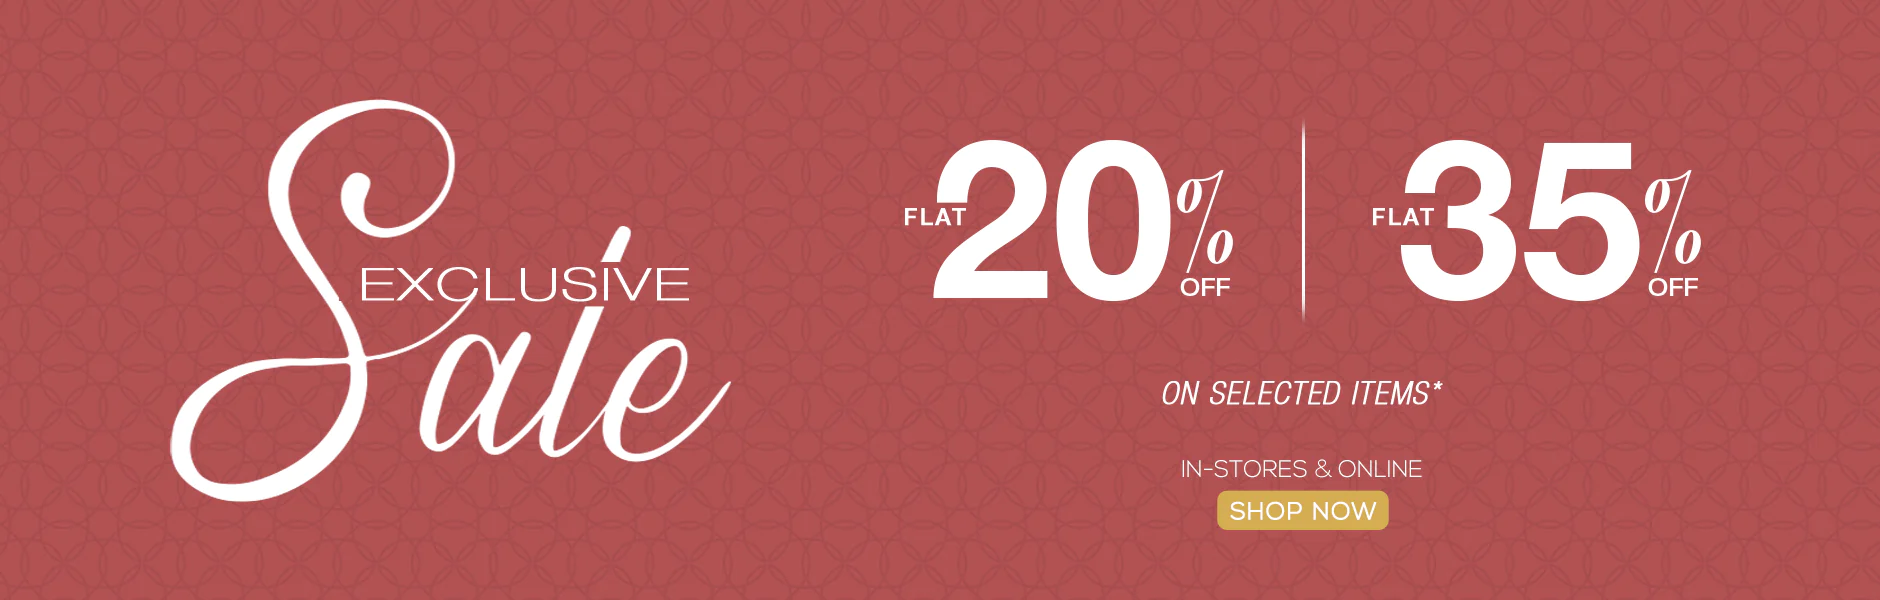 EXCLUSIVE
Sale
FLAT 20% OFF
FLAT 35% OFF
ON SELECTED ITEMS*
IN-STORES & ONLINE
SHOP NOW